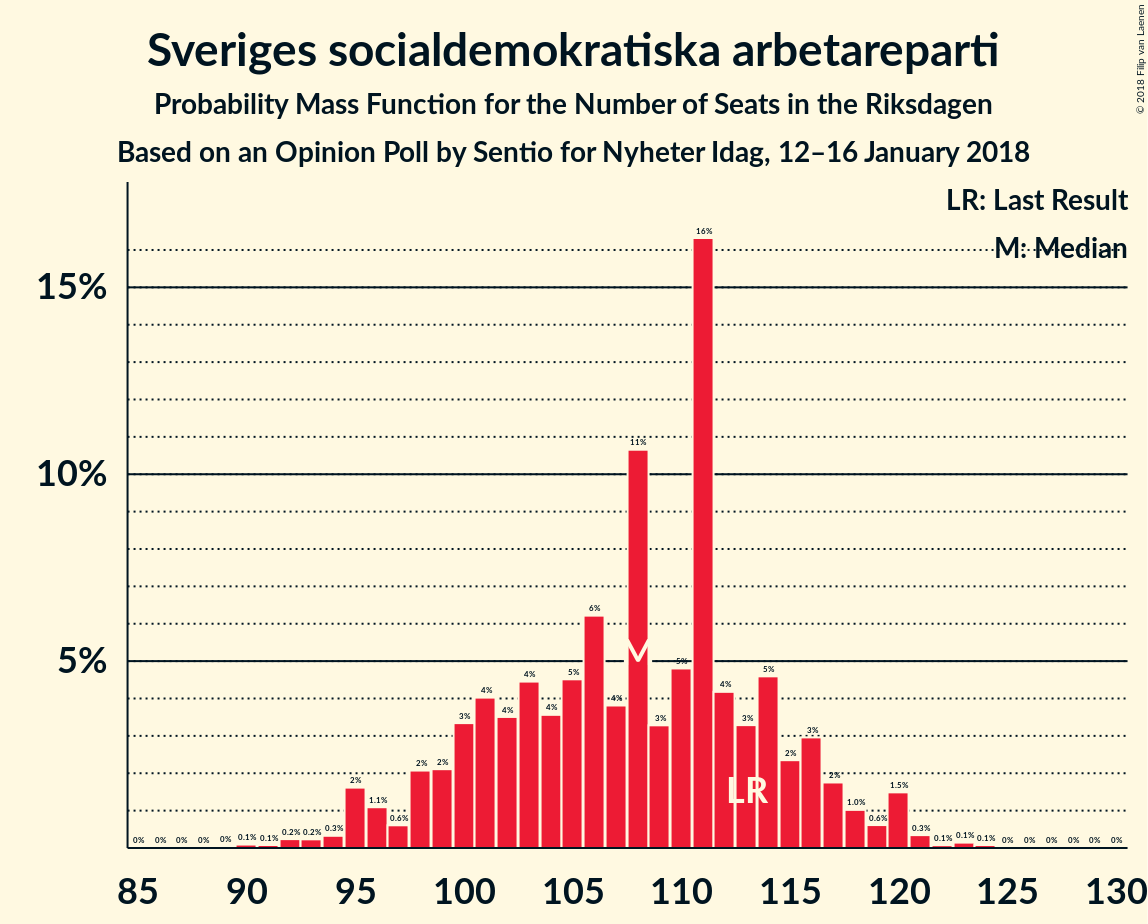 Sveriges socialdemokratiska arbetareparti
Probability Mass Function for the Number of Seats in the Riksdagen
Based on an Opinion Poll by Sentio for Nyheter Idag, 12–16 January 2018
© 2018 Filip van Laenen
LR: Last Result
M: Median
15%
10%
5%
0% 0% 0% 0% 0% 0.1% 0.1% 0.2% 0.2% 0.3% 2% 1.1% 0.6% 2% 2% 3% 4% 4% 4% 4% 5% 6% 4% 11% 3% 5% 16% 4% 3% 5% 2% 3% 2% 1.0% 0.6% 1.5% 0.3% 0.1% 0.1% 0.1% 0% 0% 0% 0% 0% 0%
M
LR
85 90 95 100 105 110 115 120 125 130